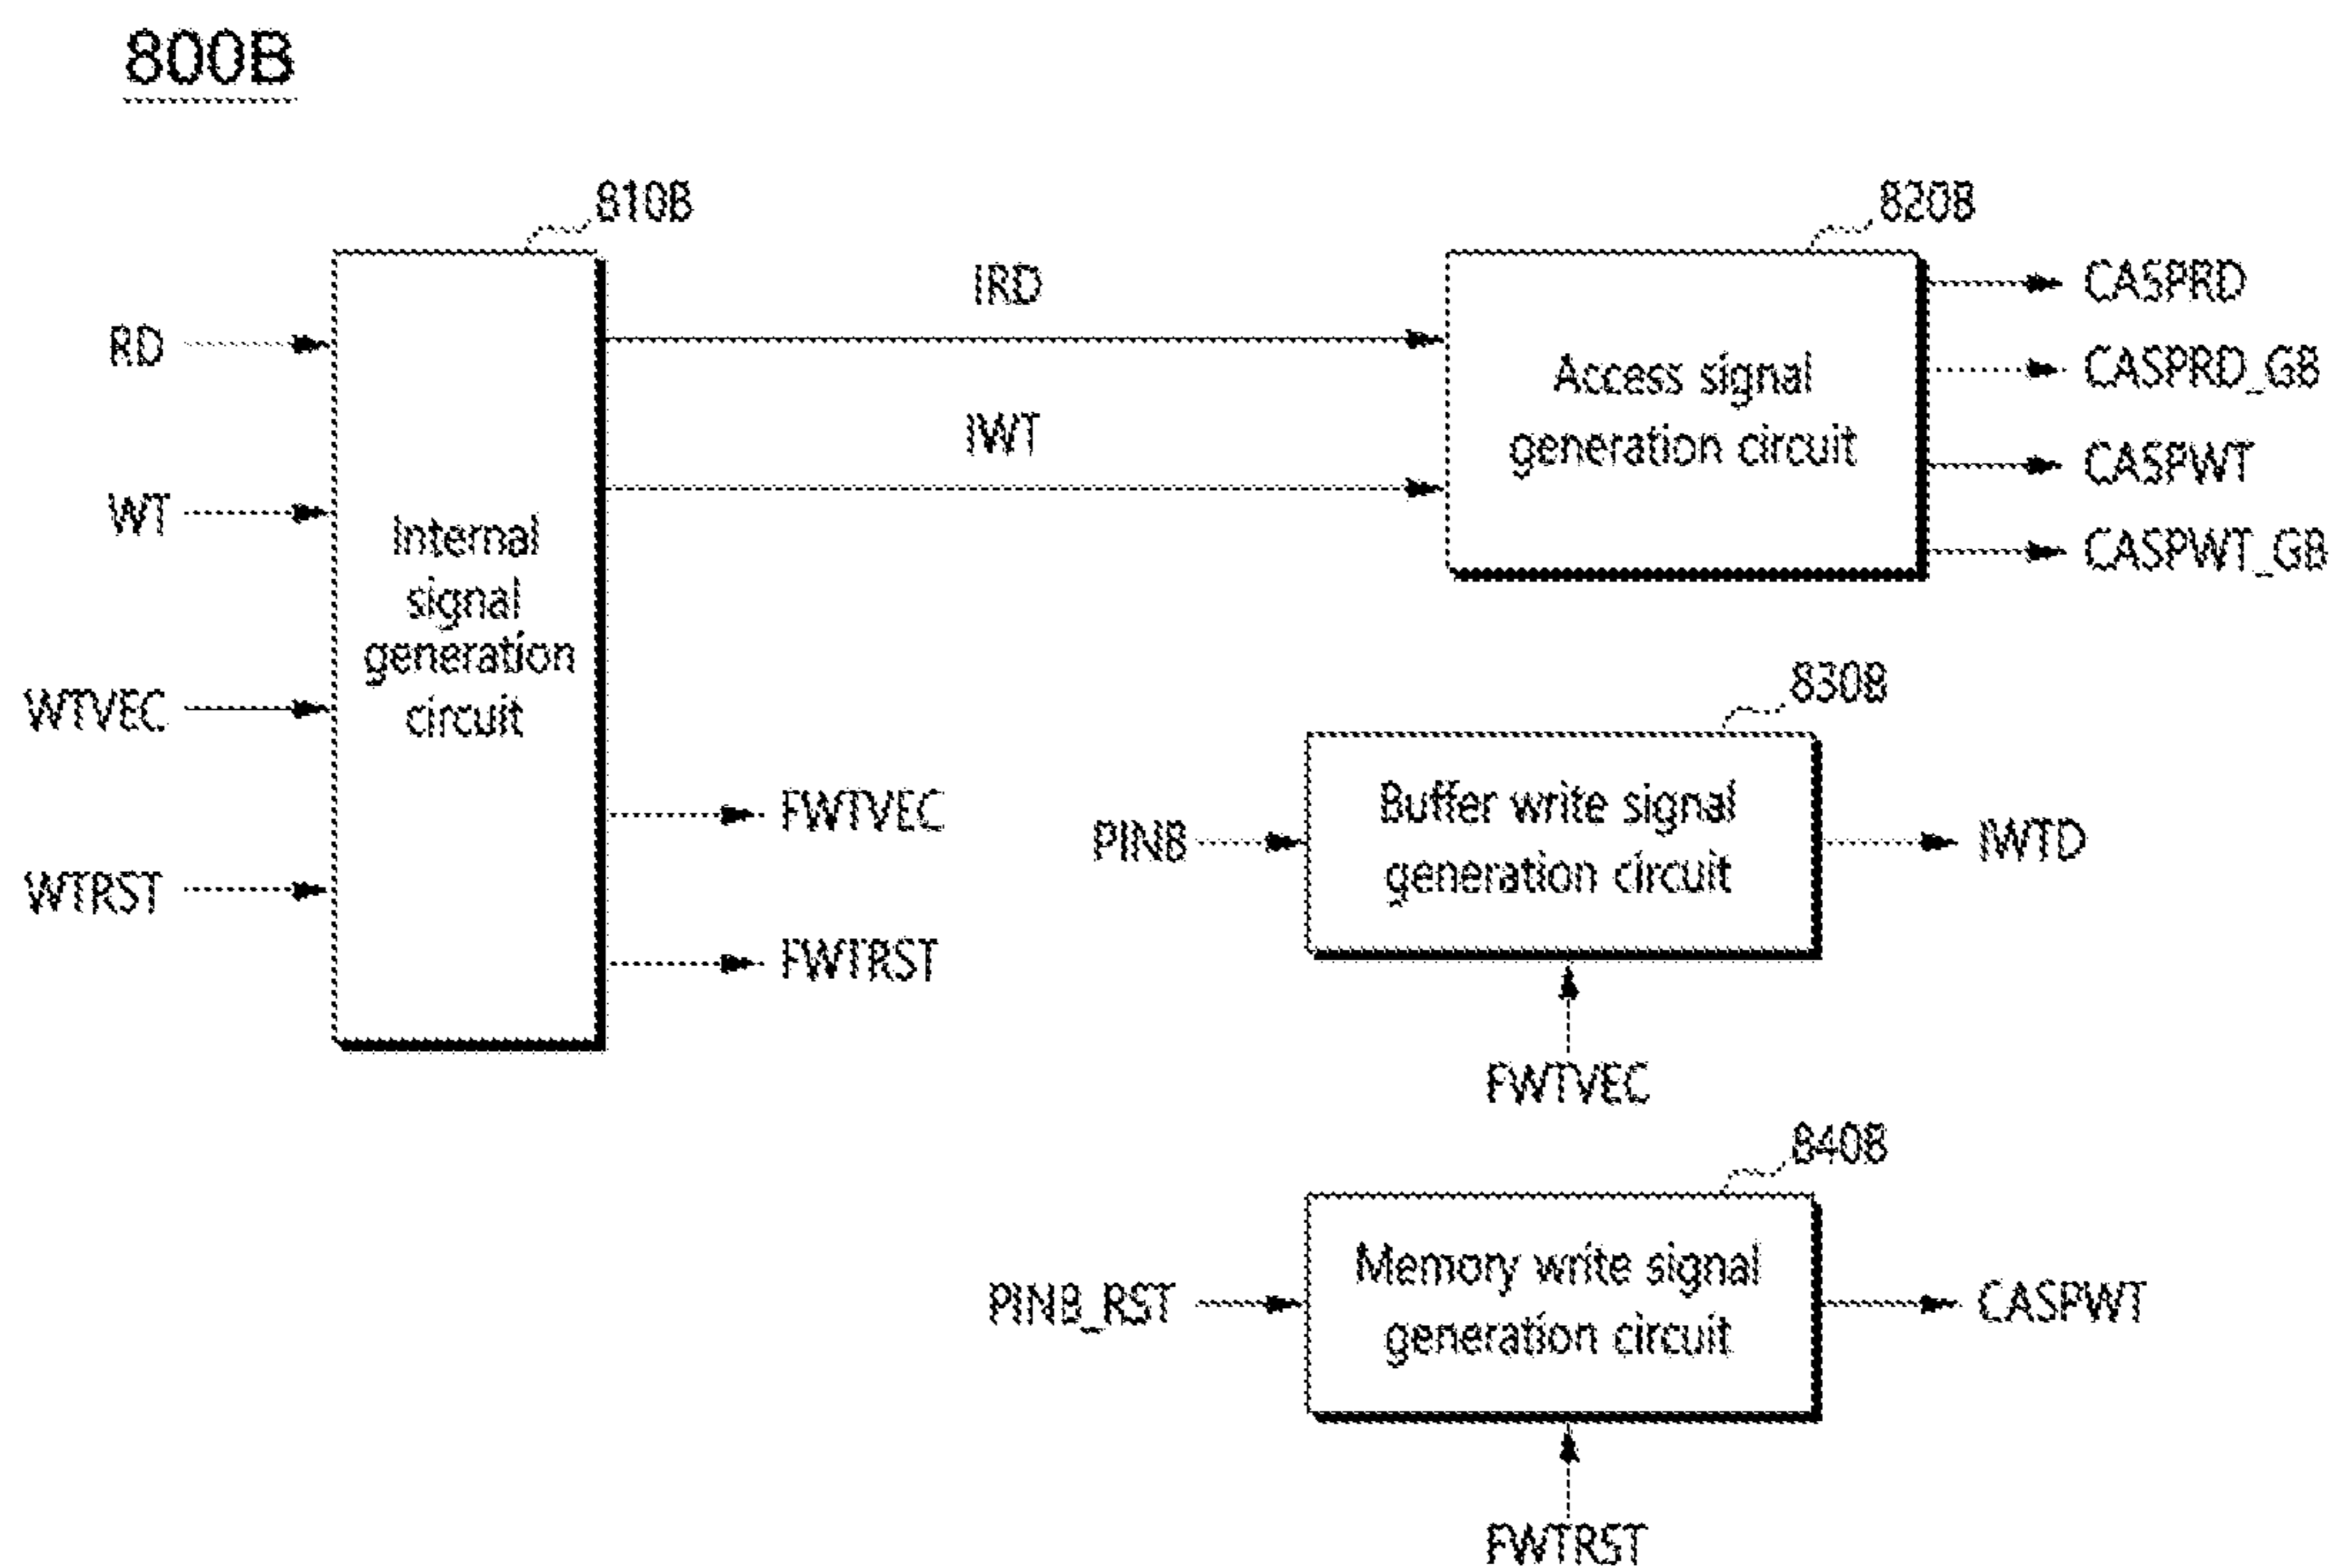 800B
810B
820B
RD
WT
WTVEC
WTRST
Internal
signal
generation
circuit
IRD
IWT
FWTVEC
FWTRST
Access signal
generation circuit
CASPRD
CASPRD_GB
CASPWT
CASPWT_GB
830B
PINB
Buffer write signal
generation circuit
IWTD
FWTVEC
840B
PINB_RST
Memory write signal
generation circuit
CASPWT
FWTRST